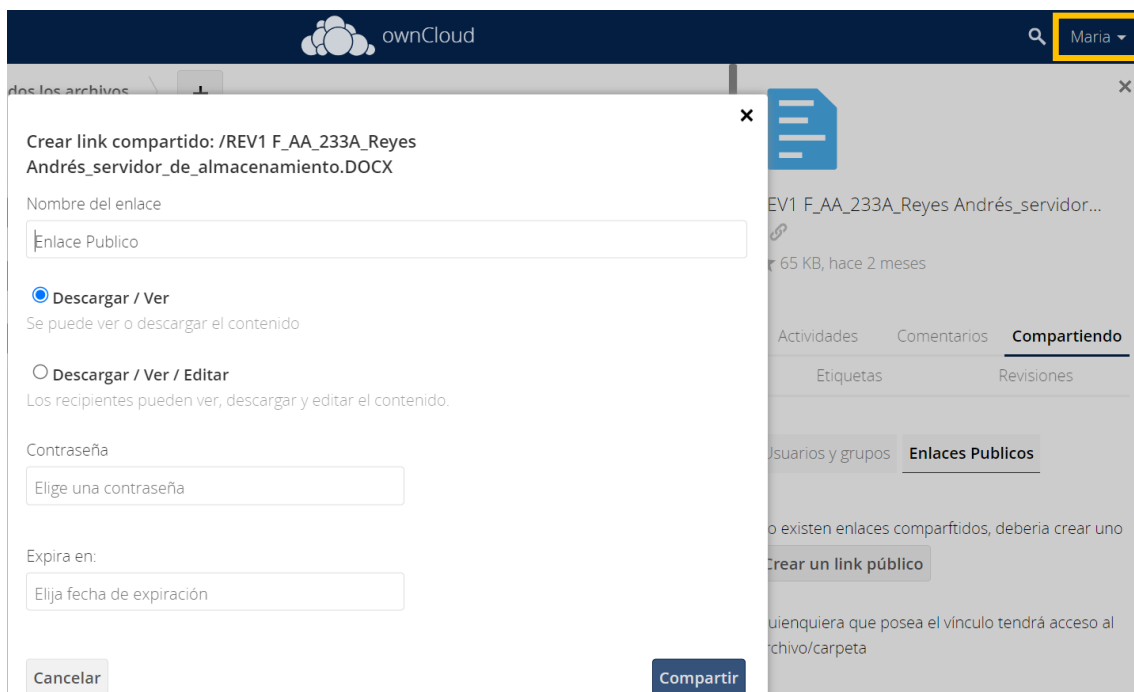 ownCloud
Maria
dos los archivos
+
Crear link compartido: /REV1 F_AA_233A_Reyes
Andrés_servidor_de_almacenamiento.DOCX
Nombre del enlace
Enlace Publico
Descargar / Ver
Se puede ver o descargar el contenido
Descargar / Ver / Editar
Los recipientes pueden ver, descargar y editar el contenido.
Contraseña
Elige una contraseña
Expira en:
Elija fecha de expiración
Cancelar
Compartir
EV1 F_AA_233A_Reyes Andrés_servidor...
65 KB, hace 2 meses
Actividades Comentarios Compartiendo
Etiquetas Revisiones
Usuarios y grupos Enlaces Publicos
o existen enlaces comparftidos, deberia crear uno
Crear un link público
uienquiera que posea el vínculo tendrá acceso al
rchivo/carpeta